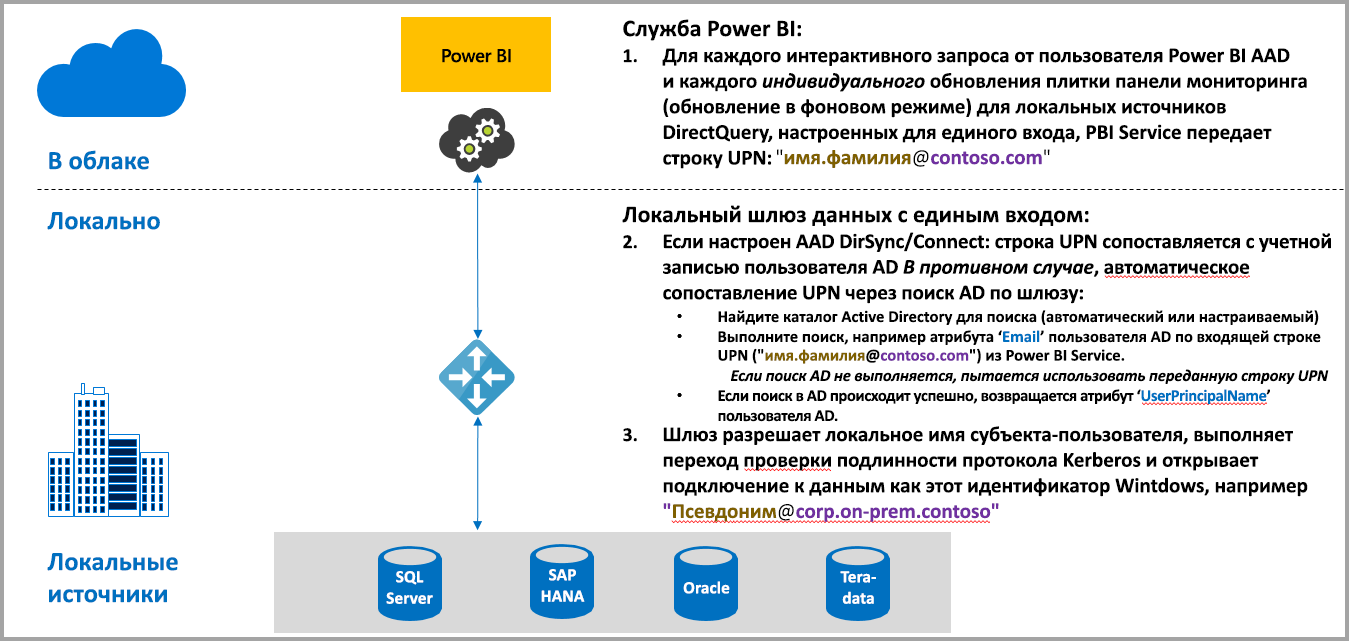 Power BI
В облаке
Служба Power BI:
1. Для каждого интерактивного запроса от пользователя Power BI AAD
и каждого индивидуального обновления плитки панели мониторинга
(обновление в фоновом режиме) для локальных источников
DirectQuery, настроенных для единого входа, PBI Service передает
строку UPN: "имя.фамилия@contoso.com"
Локально
Локальный шлюз данных с единым входом:
2. Если настроен AAD DirSync/Connect: строка UPN сопоставляется с учетной
записью пользователя AD В противном случае, автоматическое
сопоставление UPN через поиск AD по шлюзу:
• Найдите каталог Active Directory для поиска (автоматический или настраиваемый)
• Выполните поиск, например атрибута ‘Email’ пользователя AD по входящей строке
UPN ("имя.фамилия@contoso.com") из Power BI Service.
Если поиск AD не выполняется, пытается использовать переданную строку UPN
• Если поиск в AD происходит успешно, возвращается атрибут ‘UserPrincipalName’
пользователя AD.
3. Шлюз разрешает локальное имя субъекта-пользователя, выполняет
переход проверки подлинности протокола Kerberos и открывает
подключение к данным как этот идентификатор Wintdows, например
"Псевдоним@corp.on-prem.contoso"
Локальные
источники
SQL
Server
SAP
HANA
Oracle
Tera-
data